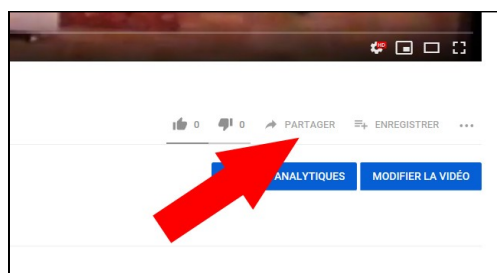 HD
0 0 PARTAGER ENREGISTRER
ANALYTIQUES MODIFIER LA VIDÉO